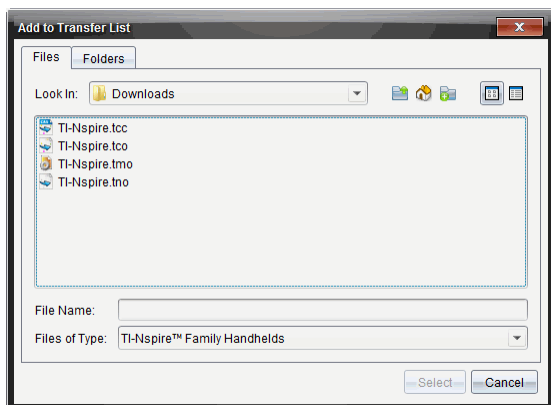 Add to Transfer List
Files
Folders
Look In:
Downloads
TI-Nspire.tcc
TI-Nspire.tco
TI-Nspire.tmo
TI-Nspire.tno
File Name:
Files of Type:
TI-Nspire™ Family Handhelds
Select
Cancel